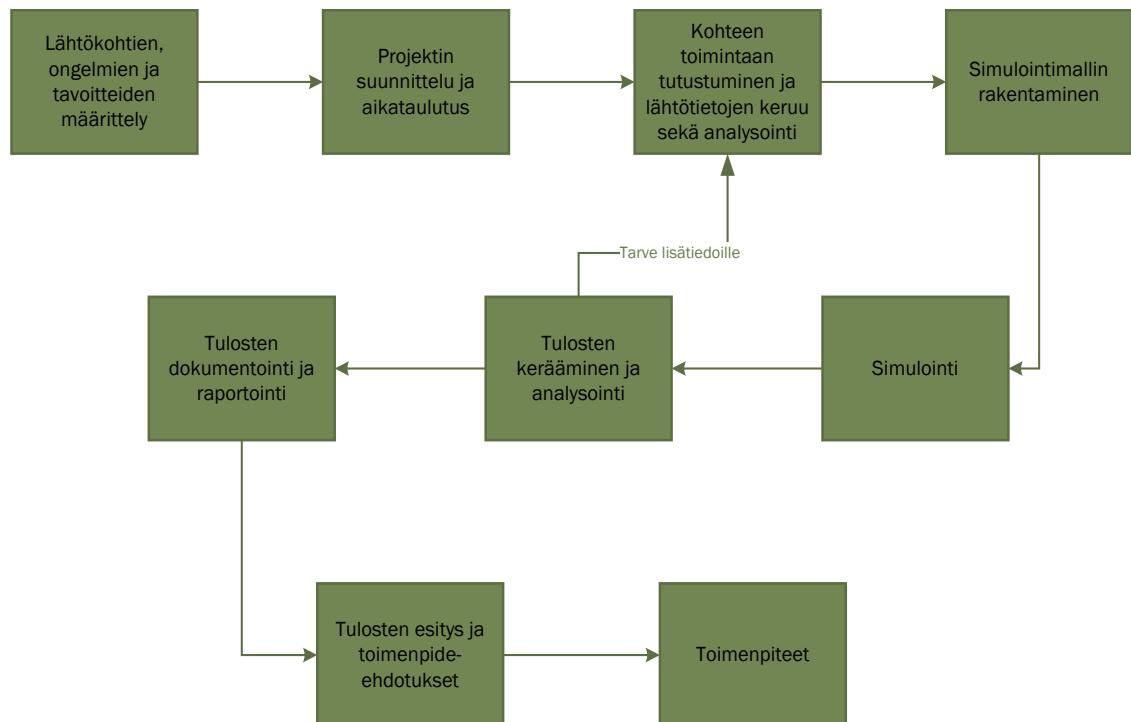 Lähtökohtien,
ongelmien ja
tavoitteiden
määrittely
Projektin
suunnittelu ja
aikataulutus
Kohteen
toimintaan
tutustuminen ja
lähtötietojen keruu
sekä analysointi
Simulointimallin
rakentaminen
Tarve lisätiedoille
Simulointi
Tulosten
kerääminen ja
analysointi
Tulosten
dokumentointi ja
raportointi
Tulosten esitys ja
toimenpide-
ehdotukset
Toimenpiteet